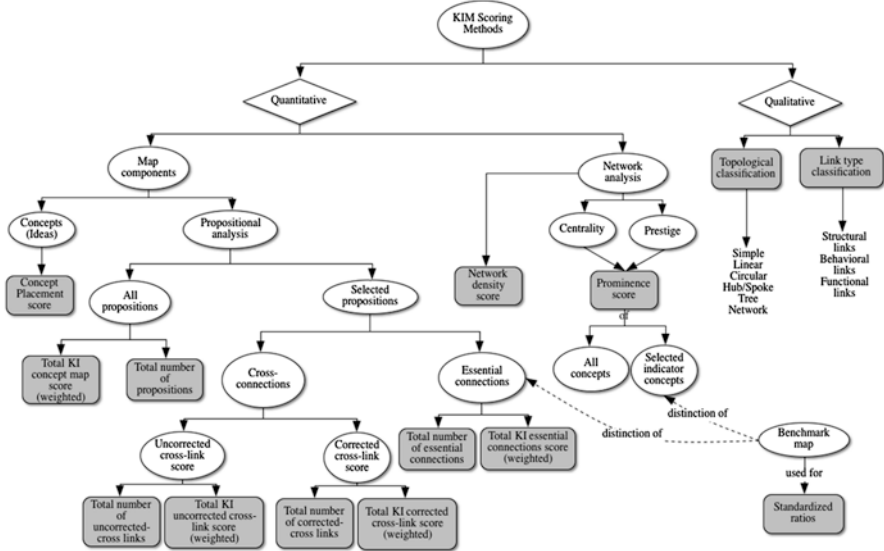 KIM Scoring
Methods
Quantitative
Qualitative
Map
components
Network
analysis
Topological
classification
Link type
classification
Concepts
(Ideas)
Propositional
analysis
Centrality
Prestige
Simple
Linear
Circular
Hub/Spoke
Tree
Network
Structural
links
Behavioral
links
Functional
links
Concept
Placement
score
All
propositions
Selected
propositions
Network
density
score
Prominence
score
of
Total KI
concept map
score
(weighted)
Total number
of
propositions
Cross-
connections
Essential
connections
All
concepts
Selected
indicator
concepts
distinction of
distinction of
Benchmark
map
Uncorrected
cross-link
score
Corrected
cross-link
score
Total number
of essential
connections
Total KI essential
connections score
(weighted)
used for
Standardized
ratios
Total number
of
uncorrected-
cross links
Total KI
uncorrected cross-
link score
(weighted)
Total number
of corrected-
cross links
Total KI corrected
cross-link score
(weighted)